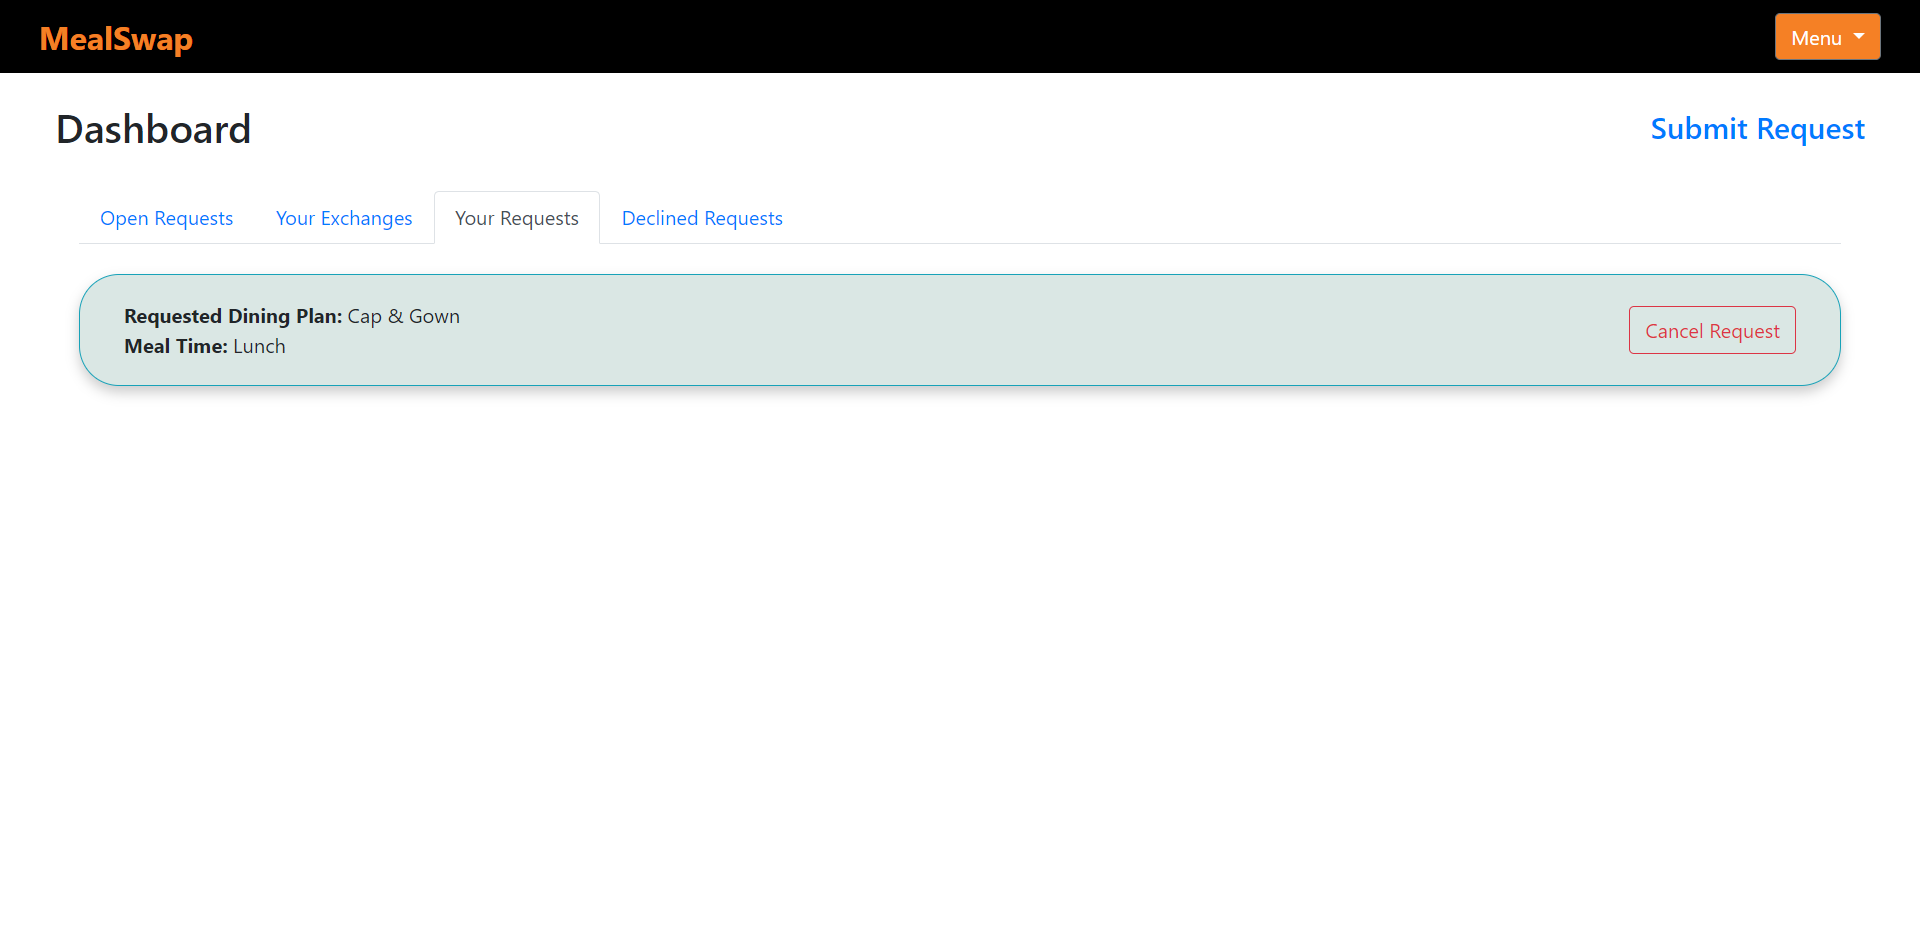 MealSwap
Menu
Dashboard
Submit Request
Open Requests
Your Exchanges
Your Requests
Declined Requests
Requested Dining Plan: Cap & Gown
Meal Time: Lunch
Cancel Request